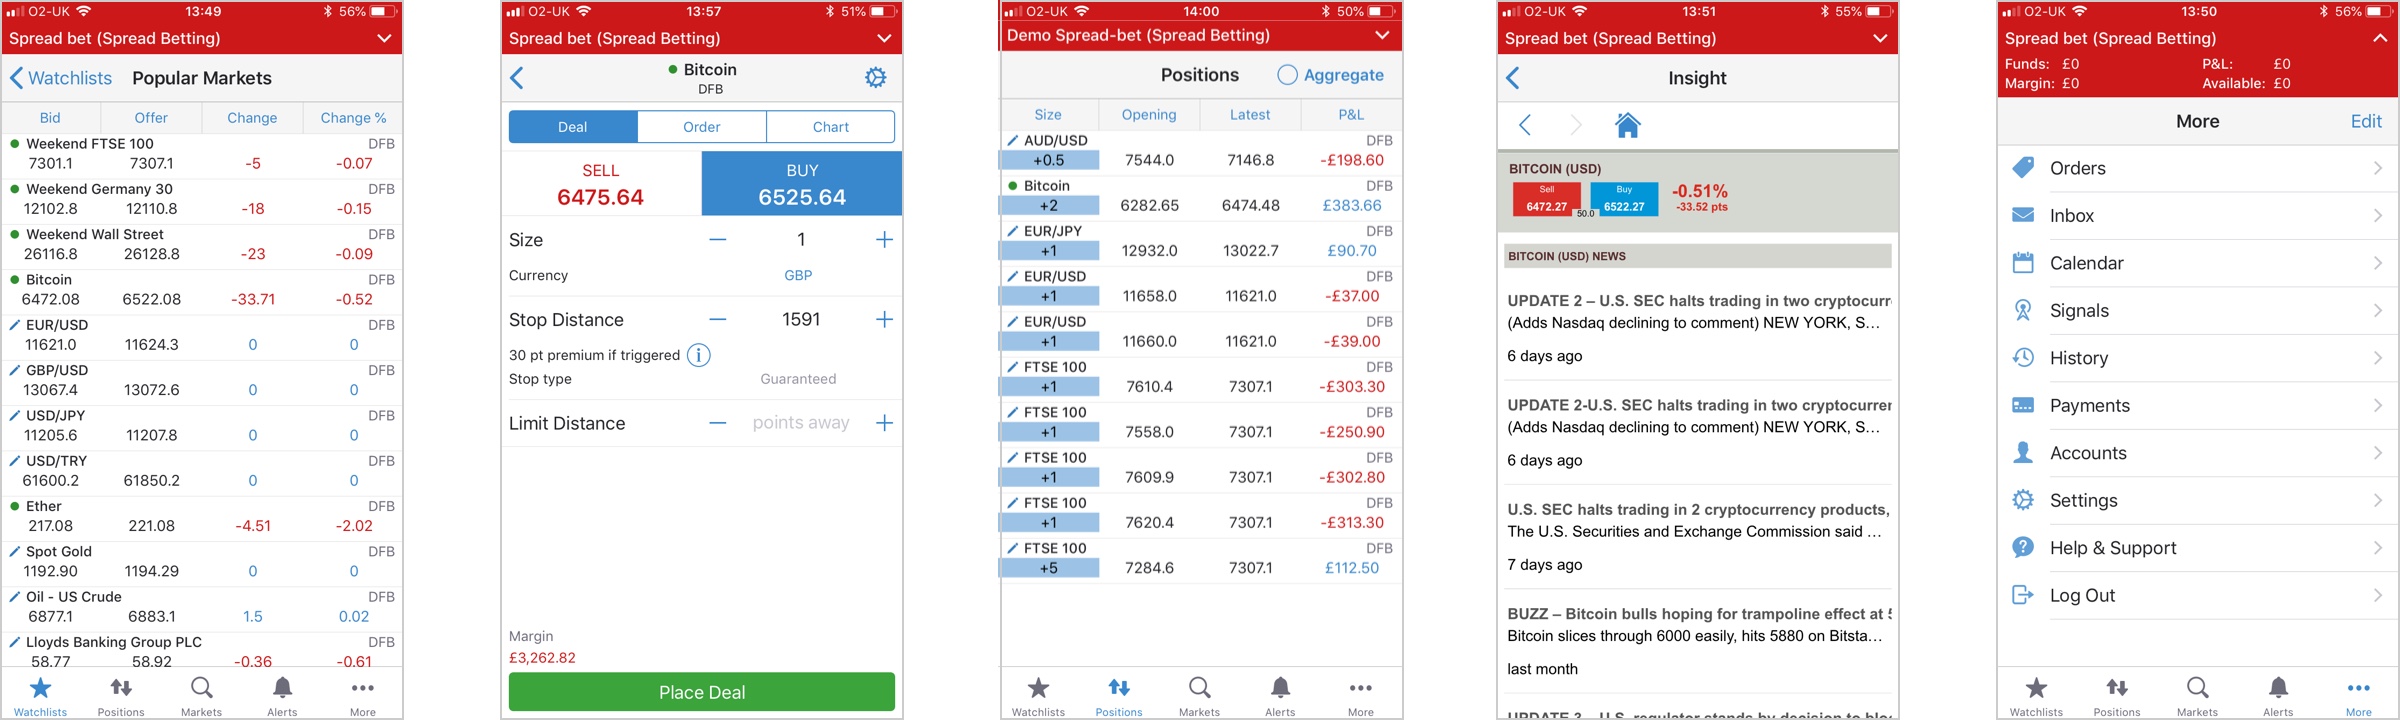 O2-UK 13:49 56%
Spread bet (Spread Betting)
Watchlists Popular Markets
Bid Offer Change Change %
Weekend FTSE 100 DFB
7301.1 7307.1 -5 -0.07
Weekend Germany 30 DFB
12102.8 12110.8 -18 -0.15
Weekend Wall Street DFB
26116.8 26128.8 -23 -0.09
Bitcoin DFB
6472.08 6522.08 -33.71 -0.52
EUR/USD DFB
11621.0 11624.3 0 0
GBP/USD DFB
13067.4 13072.6 0 0
USD/JPY DFB
11205.6 11207.8 0 0
USD/TRY DFB
61600.2 61850.2 0 0
Ether DFB
217.08 221.08 -4.51 -2.02
Spot Gold DFB
1192.90 1194.29 0 0
Oil - US Crude DFB
6877.1 6883.1 1.5 0.02
Lloyds Banking Group PLC DFB
58.77 58.92 -0.36 -0.61
Watchlists Positions Markets Alerts More
O2-UK 13:57 51%
Spread bet (Spread Betting)
Bitcoin
DFB
Deal Order Chart
SELL BUY
6475.64 6525.64
Size 1
Currency GBP
Stop Distance 1591
30 pt premium if triggered
Stop type Guaranteed
Limit Distance points away
Margin
£3,262.82
Place Deal
O2-UK 14:00 50%
Demo Spread-bet (Spread Betting)
Positions Aggregate
Size Opening Latest P&L
AUD/USD DFB
+0.5 7544.0 7146.8 -£198.60
Bitcoin DFB
+2 6282.65 6474.48 £383.66
EUR/JPY DFB
+1 12932.0 13022.7 £90.70
EUR/USD DFB
+1 11658.0 11621.0 -£37.00
EUR/USD DFB
+1 11660.0 11621.0 -£39.00
FTSE 100 DFB
+1 7610.4 7307.1 -£303.30
FTSE 100 DFB
+1 7558.0 7307.1 -£250.90
FTSE 100 DFB
+1 7609.9 7307.1 -£302.80
FTSE 100 DFB
+1 7620.4 7307.1 -£313.30
FTSE 100 DFB
+5 7284.6 7307.1 £112.50
Watchlists Positions Markets Alerts More
O2-UK 13:51 55%
Spread bet (Spread Betting)
Insight
BITCOIN (USD)
Sell Buy -0.51%
6472.27 50.0 6522.27 -33.52 pts
BITCOIN (USD) NEWS
UPDATE 2 – U.S. SEC halts trading in two cryptocurr
(Adds Nasdaq declining to comment) NEW YORK, S...
6 days ago
UPDATE 2-U.S. SEC halts trading in two cryptocurrer
(Adds Nasdaq declining to comment) NEW YORK, S...
6 days ago
U.S. SEC halts trading in 2 cryptocurrency products,
The U.S. Securities and Exchange Commission said ...
7 days ago
BUZZ – Bitcoin bulls hoping for trampoline effect at
Bitcoin slices through 6000 easily, hits 5880 on Bitsta...
last month
UPDATE 3 – U.S. regulator stands by decision to
O2-UK 13:50 56%
Spread bet (Spread Betting)
Funds: £0 P&L: £0
Margin: £0 Available: £0
More Edit
Orders
Inbox
Calendar
Signals
History
Payments
Accounts
Settings
Help & Support
Log Out
Watchlists Positions Markets Alerts More